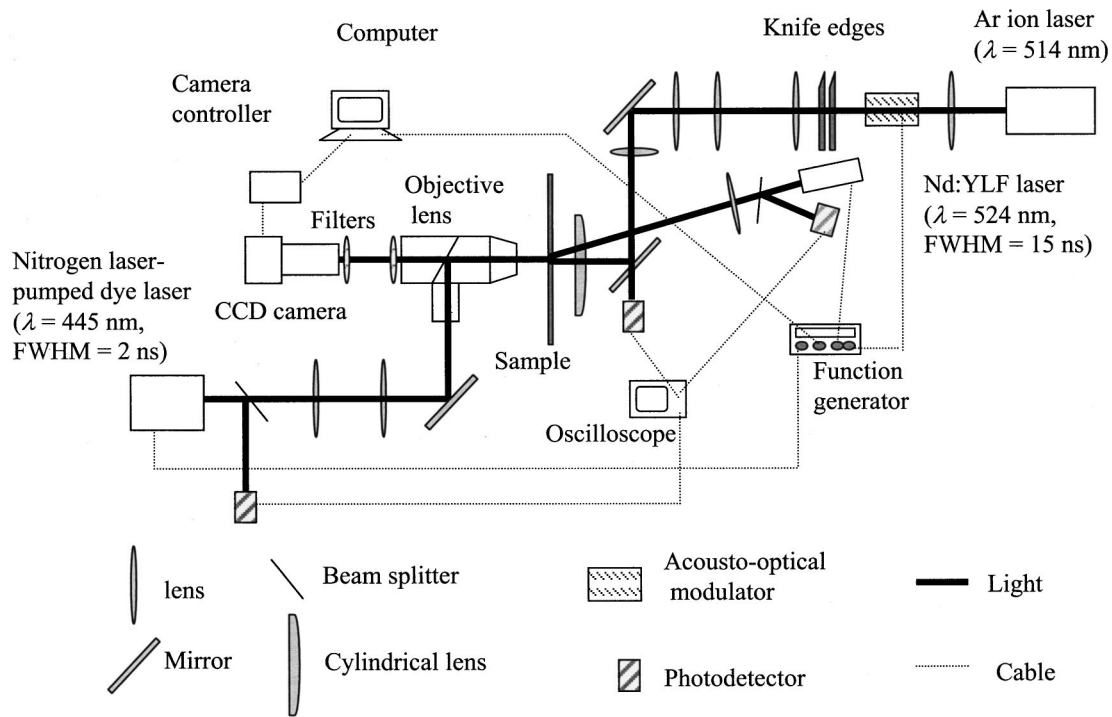 Computer
Knife edges
Ar ion laser
(λ = 514 nm)
Camera
controller
Objective
lens
Filters
Nd:YLF laser
(λ = 524 nm,
FWHM = 15 ns)
Nitrogen laser-
pumped dye laser
(λ = 445 nm,
FWHM = 2 ns)
CCD camera
Sample
Function
generator
Oscilloscope
lens
Beam splitter
Acousto-optical
modulator
Light
Mirror
Cylindrical lens
Photodetector
Cable